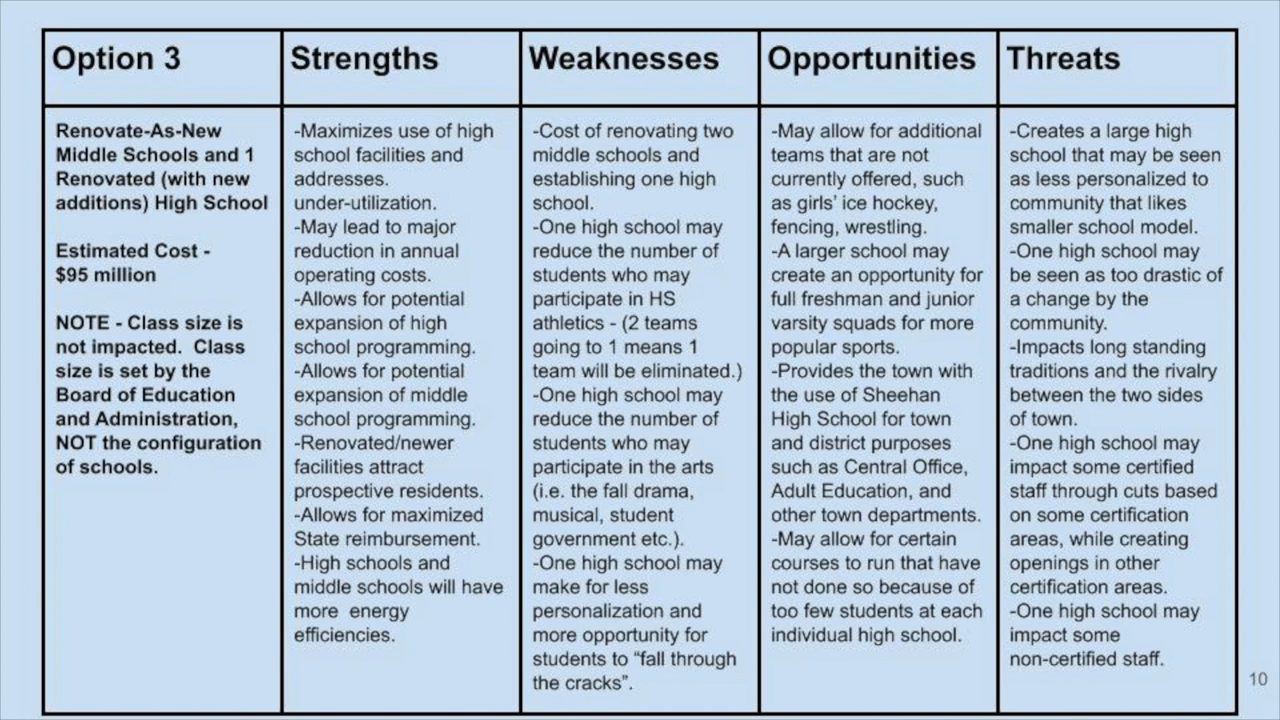 Option 3
Strengths
Weaknesses
Opportunities
Threats
Renovate-As-New
Middle Schools and 1
Renovated (with new
additions) High School
Estimated Cost -
$95 million
NOTE - Class size is
not impacted.  Class
size is set by the
Board of Education
and Administration,
NOT the configuration
of schools.
-Maximizes use of high
school facilities and
addresses.
under-utilization.
-May lead to major
reduction in annual
operating costs.
-Allows for potential
expansion of high
school programming.
-Allows for potential
expansion of middle
school programming.
-Renovated/newer
facilities attract
prospective residents.
-Allows for maximized
State reimbursement.
-High schools and
middle schools will have
more  energy
efficiencies.
-Cost of renovating two
middle schools and
establishing one high
school.
-One high school may
reduce the number of
students who may
participate in HS
athletics - (2 teams
going to 1 means 1
team will be eliminated.)
-One high school may
reduce the number of
students who may
participate in the arts
(i.e. the fall drama,
musical, student
government etc.).
-One high school may
make for less
personalization and
more opportunity for
students to “fall through
the cracks”.
-May allow for additional
teams that are not
currently offered, such
as girls’ ice hockey,
fencing, wrestling.
-A larger school may
create an opportunity for
full freshman and junior
varsity squads for more
popular sports.
-Provides the town with
the use of Sheehan
High School for town
and district purposes
such as Central Office,
Adult Education, and
other town departments.
-May allow for certain
courses to run that have
not done so because of
too few students at each
individual high school.
-Creates a large high
school that may be seen
as less personalized to
community that likes
smaller school model.
-One high school may
be seen as too drastic of
a change by the
community.
-Impacts long standing
traditions and the rivalry
between the two sides
of town.
-One high school may
impact some certified
staff through cuts based
on some certification
areas, while creating
openings in other
certification areas.
-One high school may
impact some
non-certified staff.
10